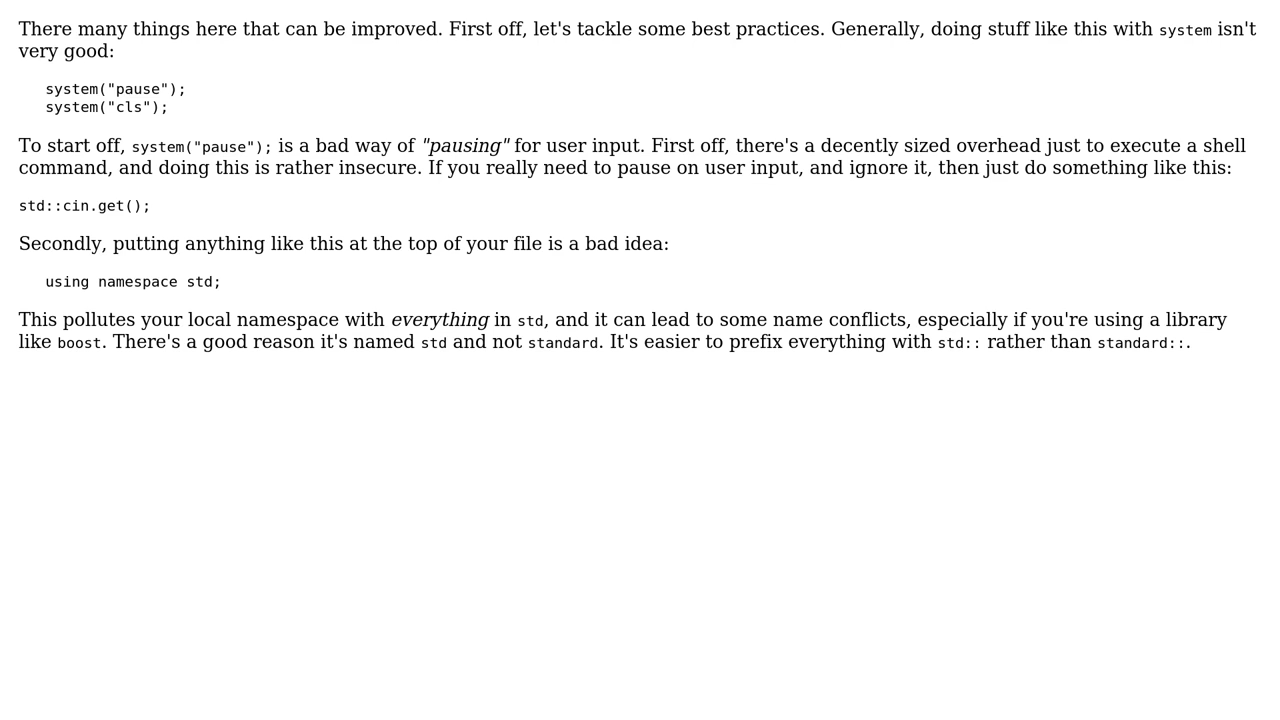 There many things here that can be improved. First off, let's tackle some best practices. Generally, doing stuff like this with system isn't
very good:
system("pause");
system("cls");
To start off, system("pause"); is a bad way of "pausing" for user input. First off, there's a decently sized overhead just to execute a shell
command, and doing this is rather insecure. If you really need to pause on user input, and ignore it, then just do something like this:
std::cin.get();
Secondly, putting anything like this at the top of your file is a bad idea:
using namespace std;
This pollutes your local namespace with everything in std, and it can lead to some name conflicts, especially if you're using a library
like boost. There's a good reason it's named std and not standard. It's easier to prefix everything with std:: rather than standard::.